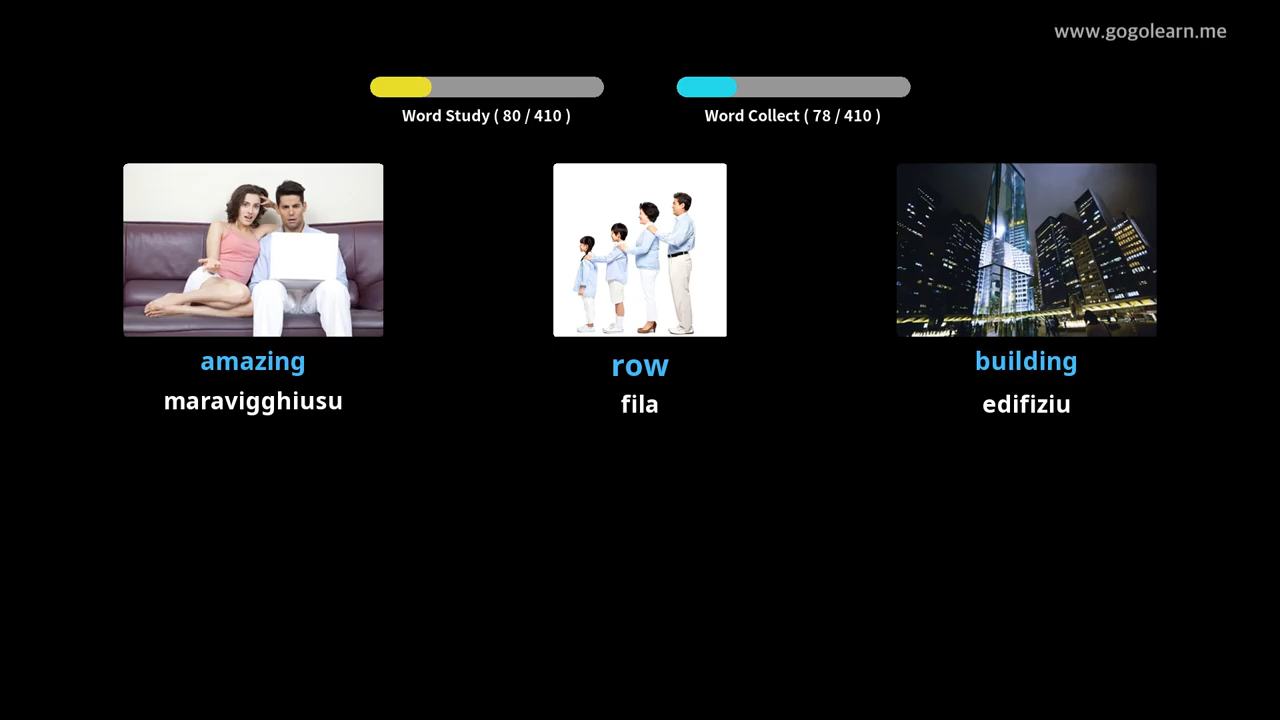 www.gogolearn.me
Word Study ( 80 / 410 )
Word Collect ( 78 / 410 )
amazing
maravigghiusu
row
fila
building
edifiziu